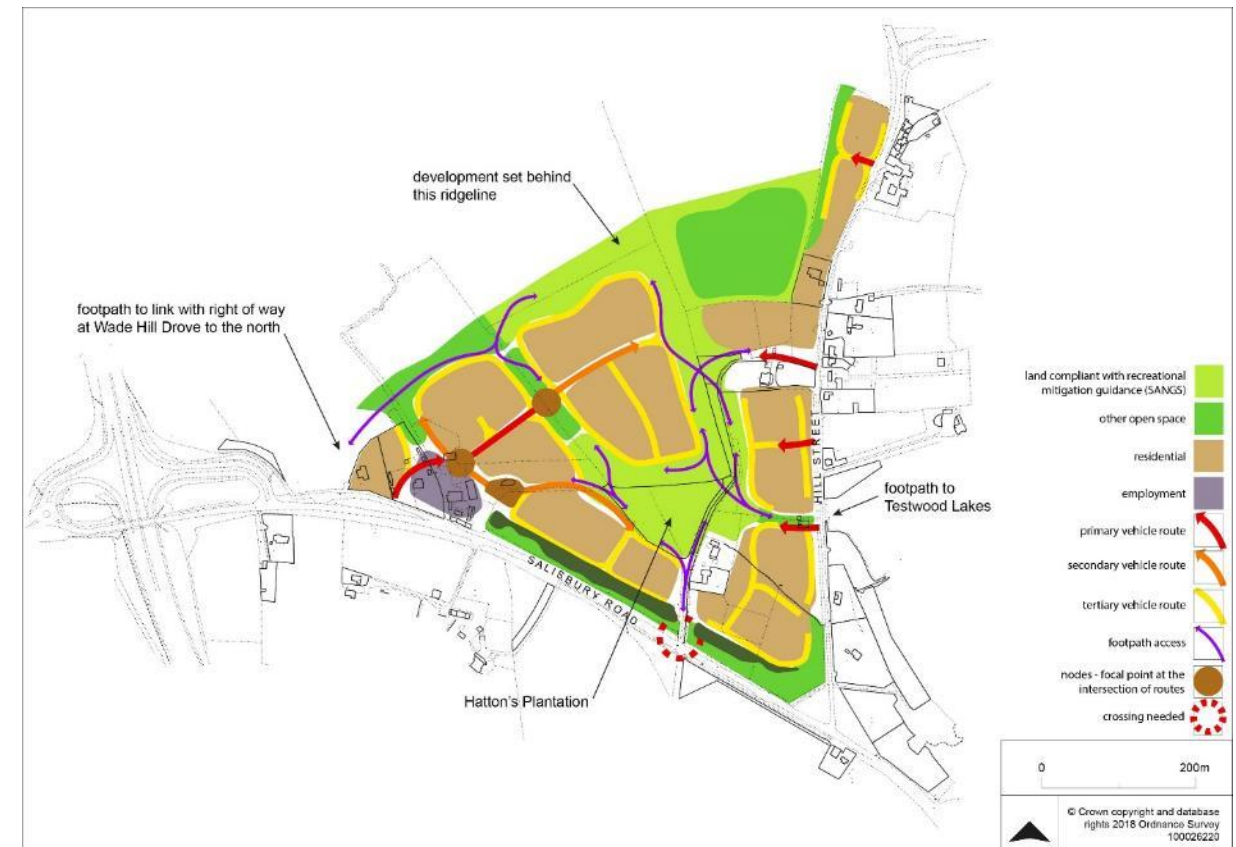 development set behind
this ridgeline
footpath to link with right of way
at Wade Hill Drove to the north
HILL STREET
footpath to
Testwood Lakes
SALISBURY ROAD
Hatton's Plantation
land compliant with recreational
mitigation guidance (SANGS)
other open space
residential
employment
primary vehicle route
secondary vehicle route
tertiary vehicle route
footpath access
nodes - focal point at the
intersection of routes
crossing needed
0 200m
© Crown copyright and database
rights 2018 Ordnance Survey
100026220